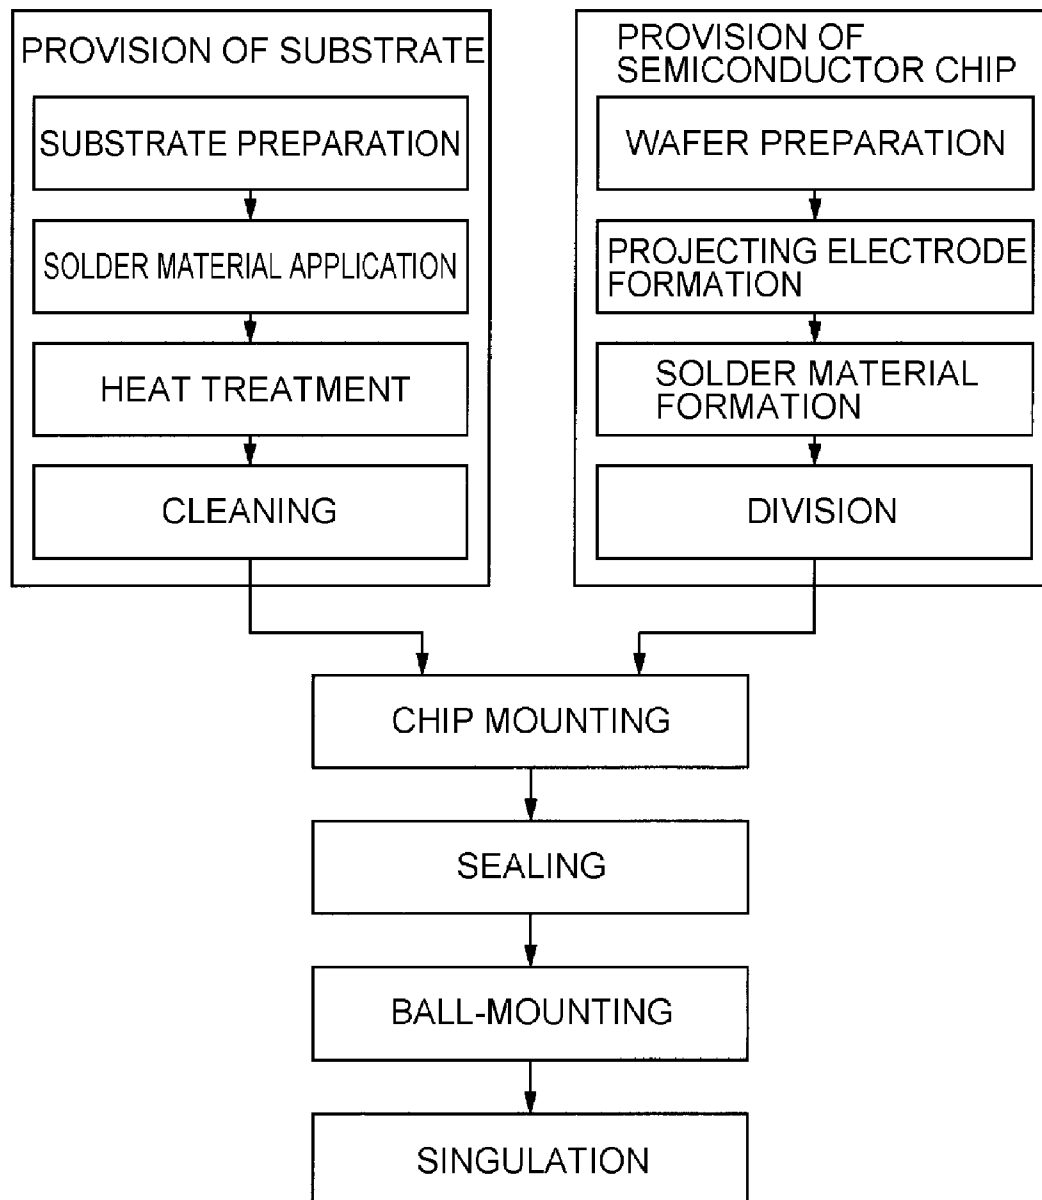 PROVISION OF SUBSTRATE
SUBSTRATE PREPARATION
SOLDER MATERIAL APPLICATION
HEAT TREATMENT
CLEANING
PROVISION OF
SEMICONDUCTOR CHIP
WAFER PREPARATION
PROJECTING ELECTRODE
FORMATION
SOLDER MATERIAL
FORMATION
DIVISION
CHIP MOUNTING
SEALING
BALL-MOUNTING
SINGULATION